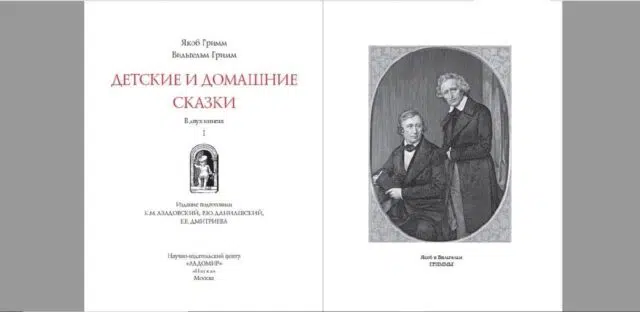 Якоб Гримм
Вильгельм Гримм
ДЕТСКИЕ И ДОМАШНИЕ
СКАЗКИ
В двух книгах
I
Издание подготовили
К.М. АЗАДОВСКИЙ, Р.Ю. ДАНИЛЕВСКИЙ,
Е.Е. ДМИТРИЕВА
Научно-издательский центр
«ЛАДОМИР»
«Наука»
Москва
Якоб и Вильгельм
ГРИММЫ